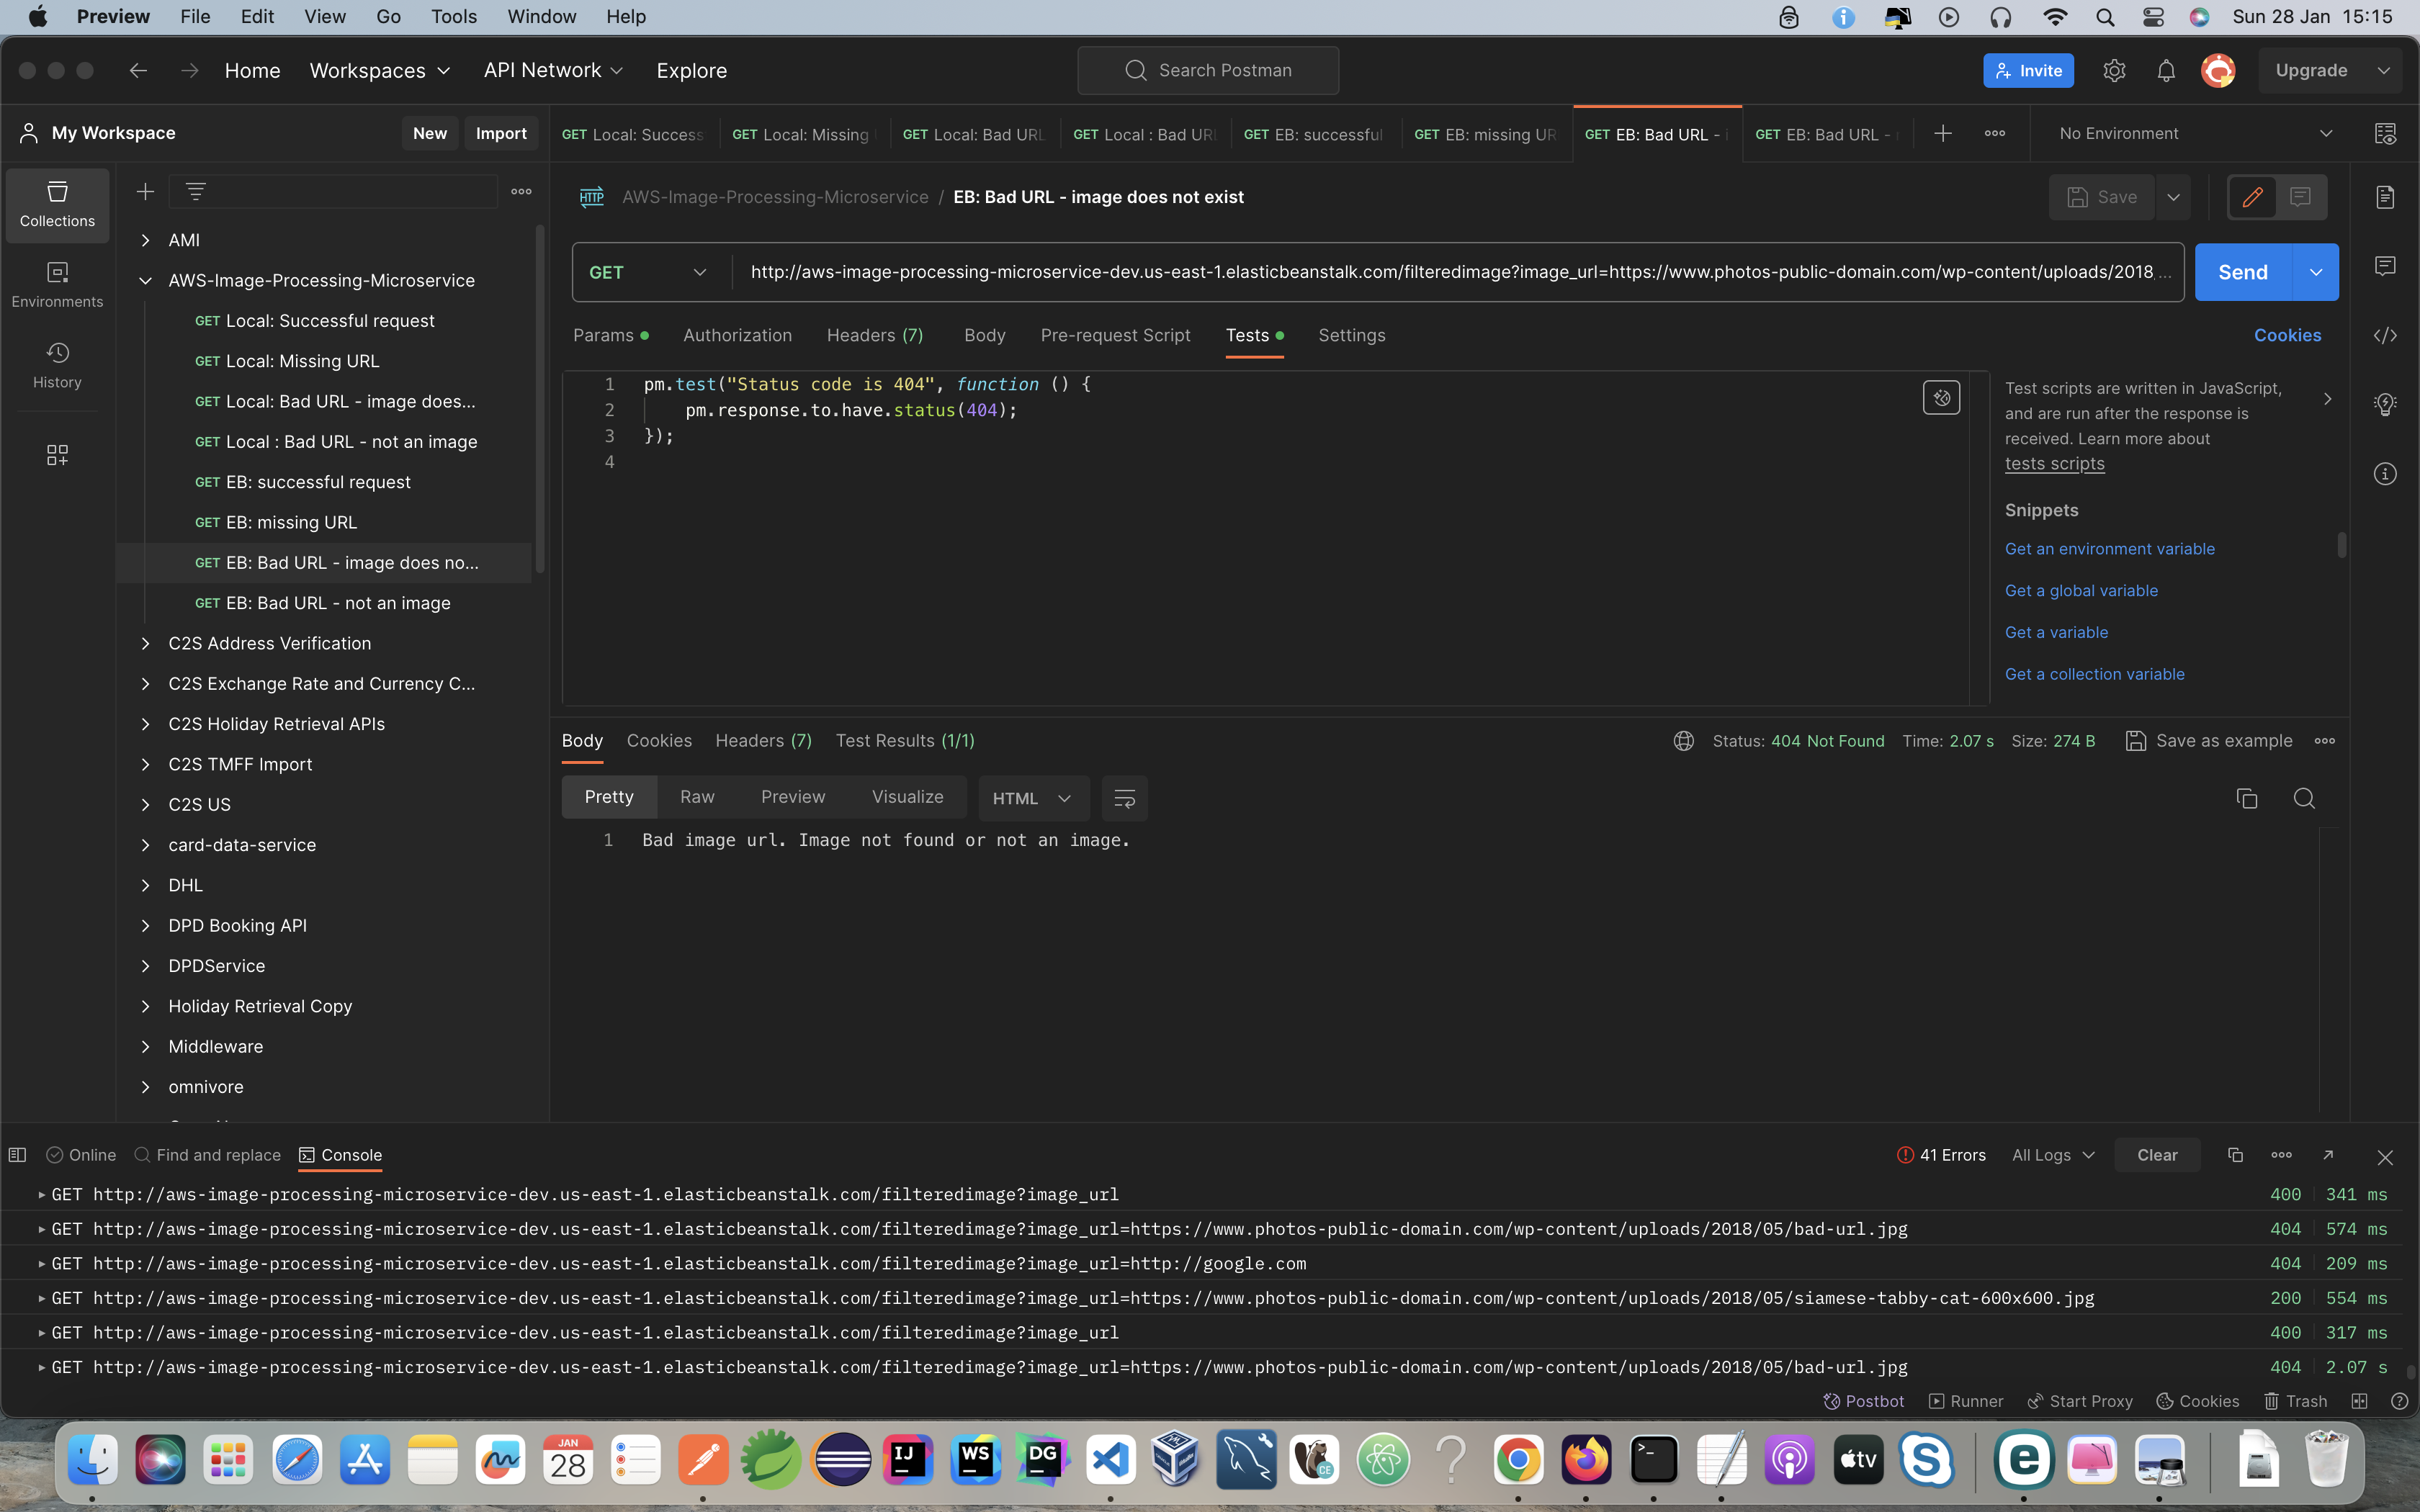 Preview File Edit View Go Tools Window Help Sun 28 Jan 15:15
Home Workspaces API Network Explore Search Postman Invite Upgrade
My Workspace New Import
GET Local: Success GET Local: Missing GET Local: Bad URL GET Local : Bad UR GET EB: successful GET EB: missing UR GET EB: Bad URL - i GET EB: Bad URL - No Environment
Collections
Environments
History
AMI
AWS-Image-Processing-Microservice
GET Local: Successful request
GET Local: Missing URL
GET Local: Bad URL - image does...
GET Local : Bad URL - not an image
GET EB: successful request
GET EB: missing URL
GET EB: Bad URL - image does no...
GET EB: Bad URL - not an image
C2S Address Verification
C2S Exchange Rate and Currency C...
C2S Holiday Retrieval APIs
C2S TMFF Import
C2S US
card-data-service
DHL
DPD Booking API
DPDService
Holiday Retrieval Copy
Middleware
omnivore
HTTP AWS-Image-Processing-Microservice / EB: Bad URL - image does not exist Save
GET http://aws-image-processing-microservice-dev.us-east-1.elasticbeanstalk.com/filteredimage?image_url=https://www.photos-public-domain.com/wp-content/uploads/2018... Send
Params Authorization Headers (7) Body Pre-request Script Tests Settings Cookies
1 pm.test("Status code is 404", function () {
2 pm.response.to.have.status(404);
3 });
4
Test scripts are written in JavaScript,
and are run after the response is
received. Learn more about
tests scripts
Snippets
Get an environment variable
Get a global variable
Get a variable
Get a collection variable
Body Cookies Headers (7) Test Results (1/1) Status: 404 Not Found Time: 2.07 s Size: 274 B Save as example
Pretty Raw Preview Visualize HTML
1 Bad image url. Image not found or not an image.
Online Find and replace Console 41 Errors All Logs Clear
GET http://aws-image-processing-microservice-dev.us-east-1.elasticbeanstalk.com/filteredimage?image_url 400 341 ms
GET http://aws-image-processing-microservice-dev.us-east-1.elasticbeanstalk.com/filteredimage?image_url=https://www.photos-public-domain.com/wp-content/uploads/2018/05/bad-url.jpg 404 574 ms
GET http://aws-image-processing-microservice-dev.us-east-1.elasticbeanstalk.com/filteredimage?image_url=http://google.com 404 209 ms
GET http://aws-image-processing-microservice-dev.us-east-1.elasticbeanstalk.com/filteredimage?image_url=https://www.photos-public-domain.com/wp-content/uploads/2018/05/siamese-tabby-cat-600x600.jpg 200 554 ms
GET http://aws-image-processing-microservice-dev.us-east-1.elasticbeanstalk.com/filteredimage?image_url 400 317 ms
GET http://aws-image-processing-microservice-dev.us-east-1.elasticbeanstalk.com/filteredimage?image_url=https://www.photos-public-domain.com/wp-content/uploads/2018/05/bad-url.jpg 404 2.07 s
Postbot Runner Start Proxy Cookies Trash
JAN
28
IJ WS DG CE tv